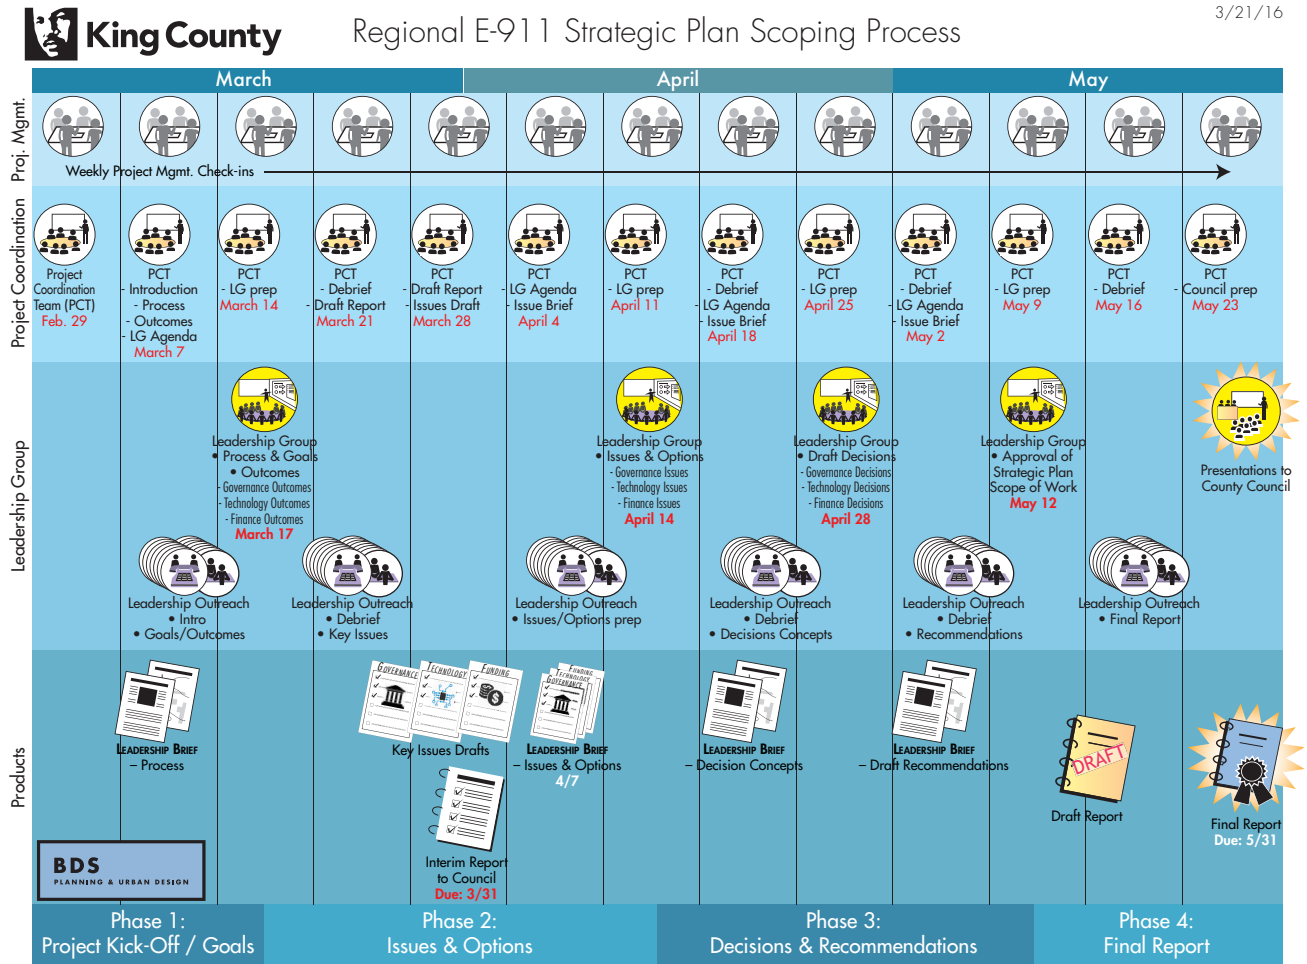 3/21/16
King County
Regional E-911 Strategic Plan Scoping Process
March
April
May
Proj. Mgmt.
Weekly Project Mgmt. Check-ins
Project Coordination
Project
Coordination
Team (PCT)
Feb. 29
PCT
- Introduction
- Process
- Outcomes
- LG Agenda
March 7
PCT
- LG prep
March 14
PCT
- Debrief
- Draft Report
March 21
PCT
- Draft Report
- Issues Draft
March 28
PCT
- LG Agenda
- Issue Brief
April 4
PCT
- LG prep
April 11
PCT
- Debrief
- LG Agenda
- Issue Brief
April 18
PCT
- LG prep
April 25
PCT
- Debrief
- LG Agenda
- Issue Brief
May 2
PCT
- LG prep
May 9
PCT
- Debrief
May 16
PCT
- Council prep
May 23
Leadership Group
Leadership Group
• Process & Goals
• Outcomes
- Governance Outcomes
- Technology Outcomes
- Finance Outcomes
March 17
Leadership Group
• Issues & Options
- Governance Issues
- Technology Issues
- Finance Issues
April 14
Leadership Group
• Draft Decisions
- Governance Decisions
- Technology Decisions
- Finance Decisions
April 28
Leadership Group
• Approval of
Strategic Plan
Scope of Work
May 12
Presentations to
County Council
Leadership Outreach
• Intro
• Goals/Outcomes
Leadership Outreach
• Debrief
• Key Issues
Leadership Outreach
• Issues/Options prep
Leadership Outreach
• Debrief
• Decisions Concepts
Leadership Outreach
• Debrief
• Recommendations
Leadership Outreach
• Final Report
Products
Leadership Brief
– Process
Governance
Technology
Funding
Key Issues Drafts
Interim Report
to Council
Due: 3/31
Funding
Technology
Governance
Leadership Brief
– Issues & Options
4/7
Leadership Brief
– Decision Concepts
Leadership Brief
– Draft Recommendations
DRAFT
Draft Report
Final Report
Due: 5/31
BDS
PLANNING & URBAN DESIGN
Phase 1:
Project Kick-Off / Goals
Phase 2:
Issues & Options
Phase 3:
Decisions & Recommendations
Phase 4:
Final Report